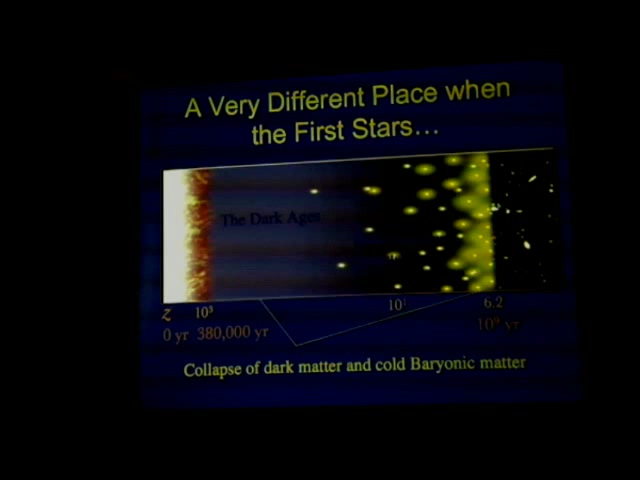 A Very Different Place when
the First Stars…
The Dark Ages
z 10³ 10¹ 6.2
0 yr 380,000 yr 10⁹ yr
Collapse of dark matter and cold Baryonic matter